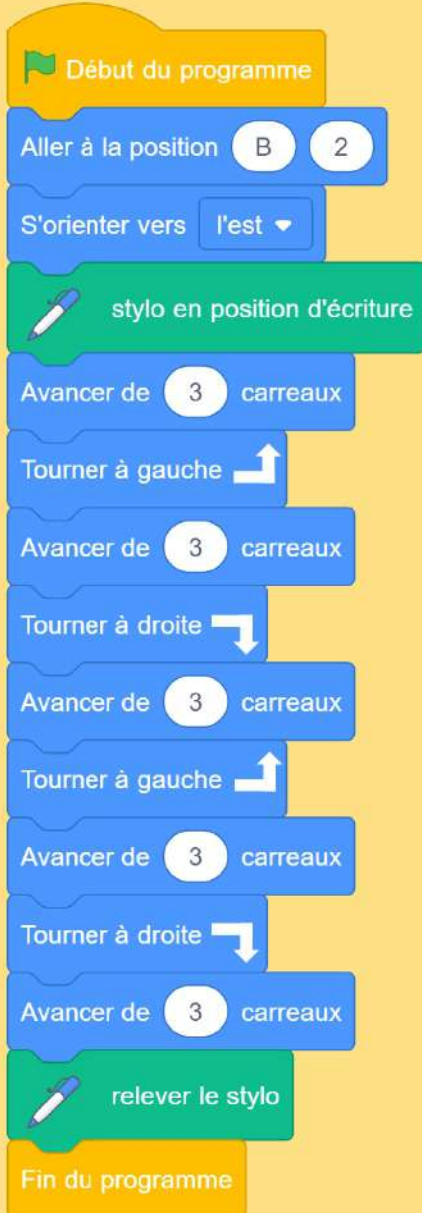 Début du programme
Aller à la position B 2
S'orienter vers l'est
stylo en position d'écriture
Avancer de 3 carreaux
Tourner à gauche
Avancer de 3 carreaux
Tourner à droite
Avancer de 3 carreaux
Tourner à gauche
Avancer de 3 carreaux
Tourner à droite
Avancer de 3 carreaux
relever le stylo
Fin du programme